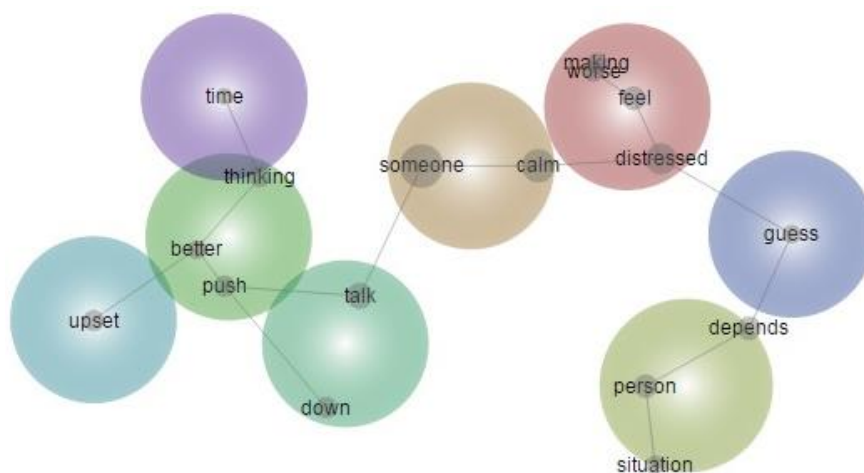 making
worse
time
feel
someone
calm
distressed
thinking
guess
better
push
talk
upset
depends
person
down
situation